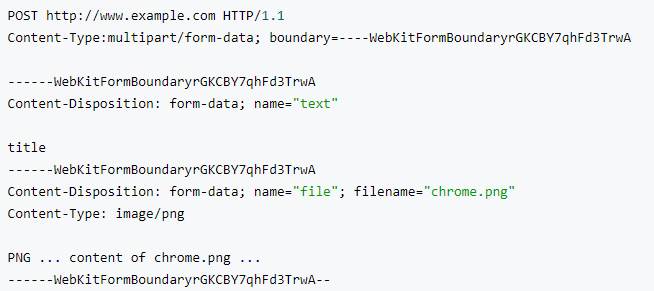 POST http://www.example.com HTTP/1.1
Content-Type:multipart/form-data; boundary=----WebKitFormBoundaryrGKCBY7qhFd3TrwA
------WebKitFormBoundaryrGKCBY7qhFd3TrwA
Content-Disposition: form-data; name="text"
title
------WebKitFormBoundaryrGKCBY7qhFd3TrwA
Content-Disposition: form-data; name="file"; filename="chrome.png"
Content-Type: image/png
PNG ... content of chrome.png ...
------WebKitFormBoundaryrGKCBY7qhFd3TrwA--